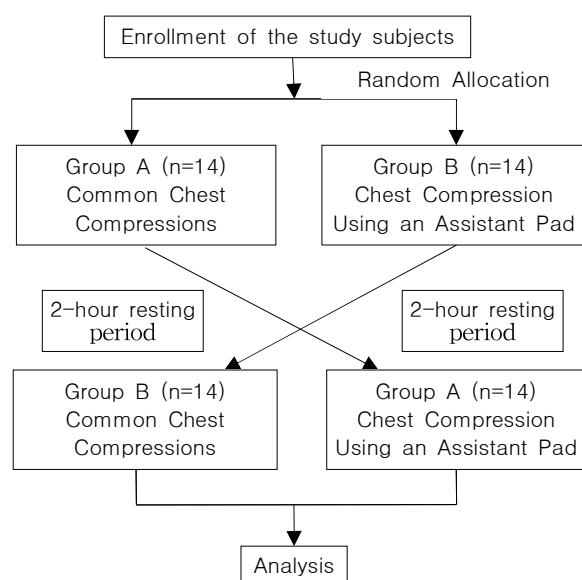 Enrollment of the study subjects
Random Allocation
Group A (n=14)
Common Chest
Compressions
Group B (n=14)
Chest Compression
Using an Assistant Pad
2-hour resting
period
2-hour resting
period
Group B (n=14)
Common Chest
Compressions
Group A (n=14)
Chest Compression
Using an Assistant Pad
Analysis